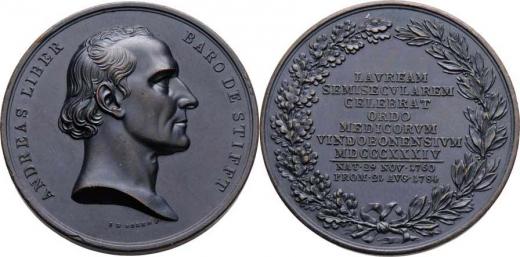 ANDREAS LIBER BARO DE STIFFT
LAVREAM
SEMISECVLAREM
CELEBRAT
ORDO
MEDICORVM
VINDOBONENSIVM
MDCCCXXXIV
NAT·29 NOV·1760
PROM·21 AVG·1784